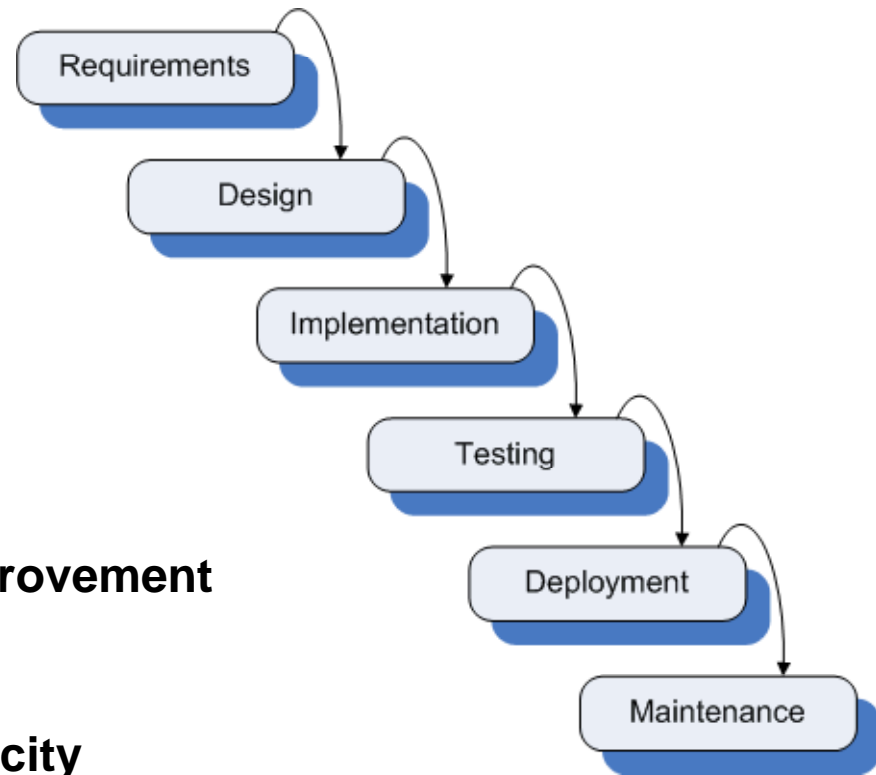 Requirements
Design
Implementation
Testing
rovement
Deployment
Maintenance
city